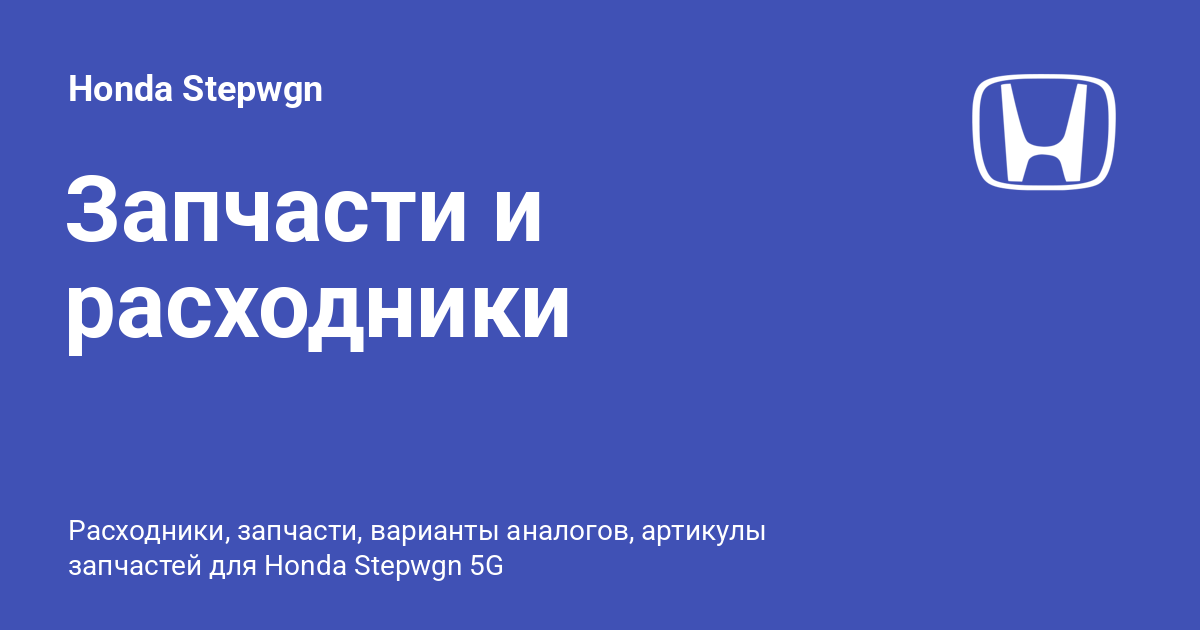 Honda Stepwgn
Запчасти и
расходники
Расходники, запчасти, варианты аналогов, артикулы
запчастей для Honda Stepwgn 5G